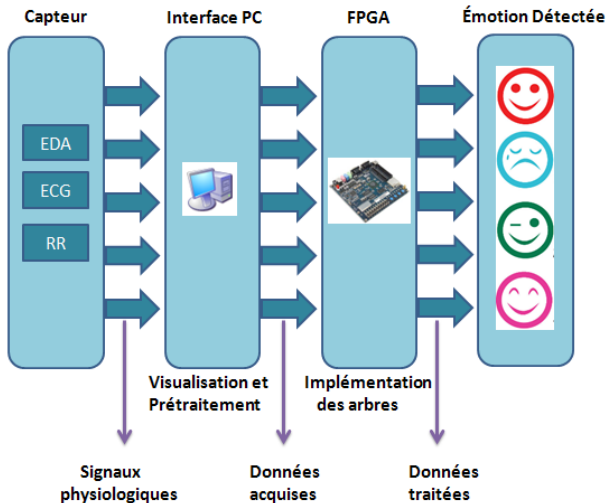 Capteur
Interface PC
FPGA
Émotion Détectée
EDA
ECG
RR
Visualisation et
Prétraitement
Implémentation
des arbres
Signaux
physiologiques
Données
acquises
Données
traitées